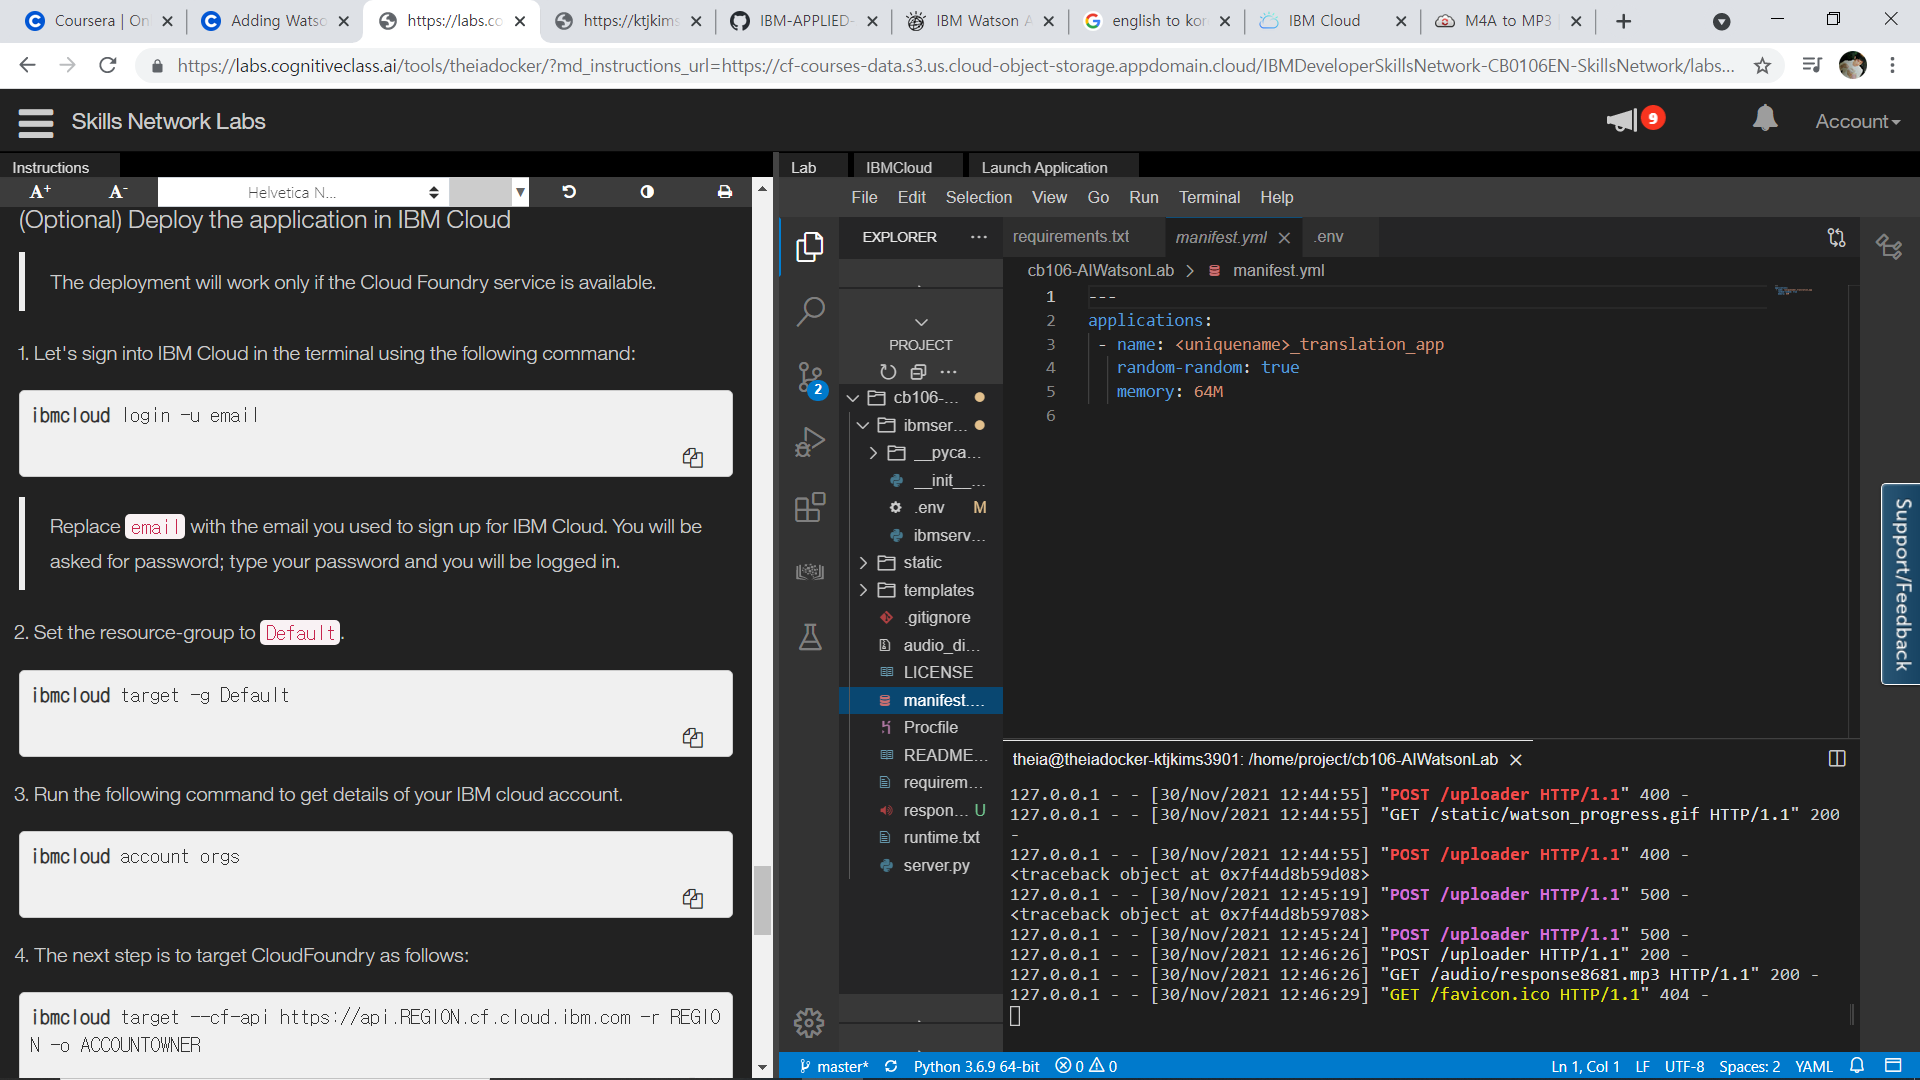 Coursera | On
Adding Watso
https://labs.co
https://ktjkims
IBM-APPLIED-
IBM Watson A
english to kor
IBM Cloud
M4A to MP3
https://labs.cognitiveclass.ai/tools/theiadocker/?md_instructions_url=https://cf-courses-data.s3.us.cloud-object-storage.appdomain.cloud/IBMDeveloperSkillsNetwork-CB0106EN-SkillsNetwork/labs...
Skills Network Labs
9
Account
Instructions
A+ A- Helvetica N...
(Optional) Deploy the application in IBM Cloud
The deployment will work only if the Cloud Foundry service is available.
1. Let's sign into IBM Cloud in the terminal using the following command:
ibmcloud login -u email
Replace email with the email you used to sign up for IBM Cloud. You will be
asked for password; type your password and you will be logged in.
2. Set the resource-group to Default.
ibmcloud target -g Default
3. Run the following command to get details of your IBM cloud account.
ibmcloud account orgs
4. The next step is to target CloudFoundry as follows:
ibmcloud target --cf-api https://api.REGION.cf.cloud.ibm.com -r REGIO
N -o ACCOUNTOWNER
Lab IBMCloud Launch Application
File Edit Selection View Go Run Terminal Help
2
EXPLORER ...
PROJECT
...
cb106-...
ibmser...
__pyca...
__init__...
.env M
ibmserv...
static
templates
.gitignore
audio_di...
LICENSE
manifest....
Procfile
README...
requirem...
respon... U
runtime.txt
server.py
requirements.txt manifest.yml .env
cb106-AIWatsonLab > manifest.yml
1 ---
2 applications:
3 - name: <uniquename>_translation_app
4 random-random: true
5 memory: 64M
6
theia@theiadocker-ktjkims3901: /home/project/cb106-AIWatsonLab
127.0.0.1 - - [30/Nov/2021 12:44:55] "POST /uploader HTTP/1.1" 400 -
127.0.0.1 - - [30/Nov/2021 12:44:55] "GET /static/watson_progress.gif HTTP/1.1" 200
-
127.0.0.1 - - [30/Nov/2021 12:44:55] "POST /uploader HTTP/1.1" 400 -
<traceback object at 0x7f44d8b59d08>
127.0.0.1 - - [30/Nov/2021 12:45:19] "POST /uploader HTTP/1.1" 500 -
<traceback object at 0x7f44d8b59708>
127.0.0.1 - - [30/Nov/2021 12:45:24] "POST /uploader HTTP/1.1" 500 -
127.0.0.1 - - [30/Nov/2021 12:46:26] "POST /uploader HTTP/1.1" 200 -
127.0.0.1 - - [30/Nov/2021 12:46:26] "GET /audio/response8681.mp3 HTTP/1.1" 200 -
127.0.0.1 - - [30/Nov/2021 12:46:29] "GET /favicon.ico HTTP/1.1" 404 -
Support/Feedback
master* Python 3.6.9 64-bit 0 0 Ln 1, Col 1 LF UTF-8 Spaces: 2 YAML